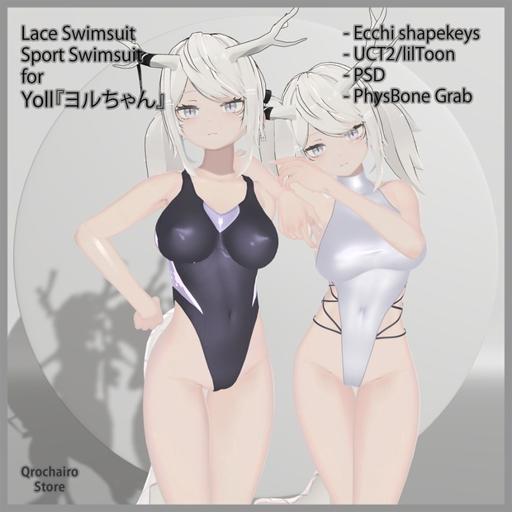 Lace Swimsuit
Sport Swimsuit
for
Yoll『ヨルちゃん』
- Ecchi shapekeys
- UCT2/lilToon
- PSD
- PhysBone Grab
Qrochairo
Store